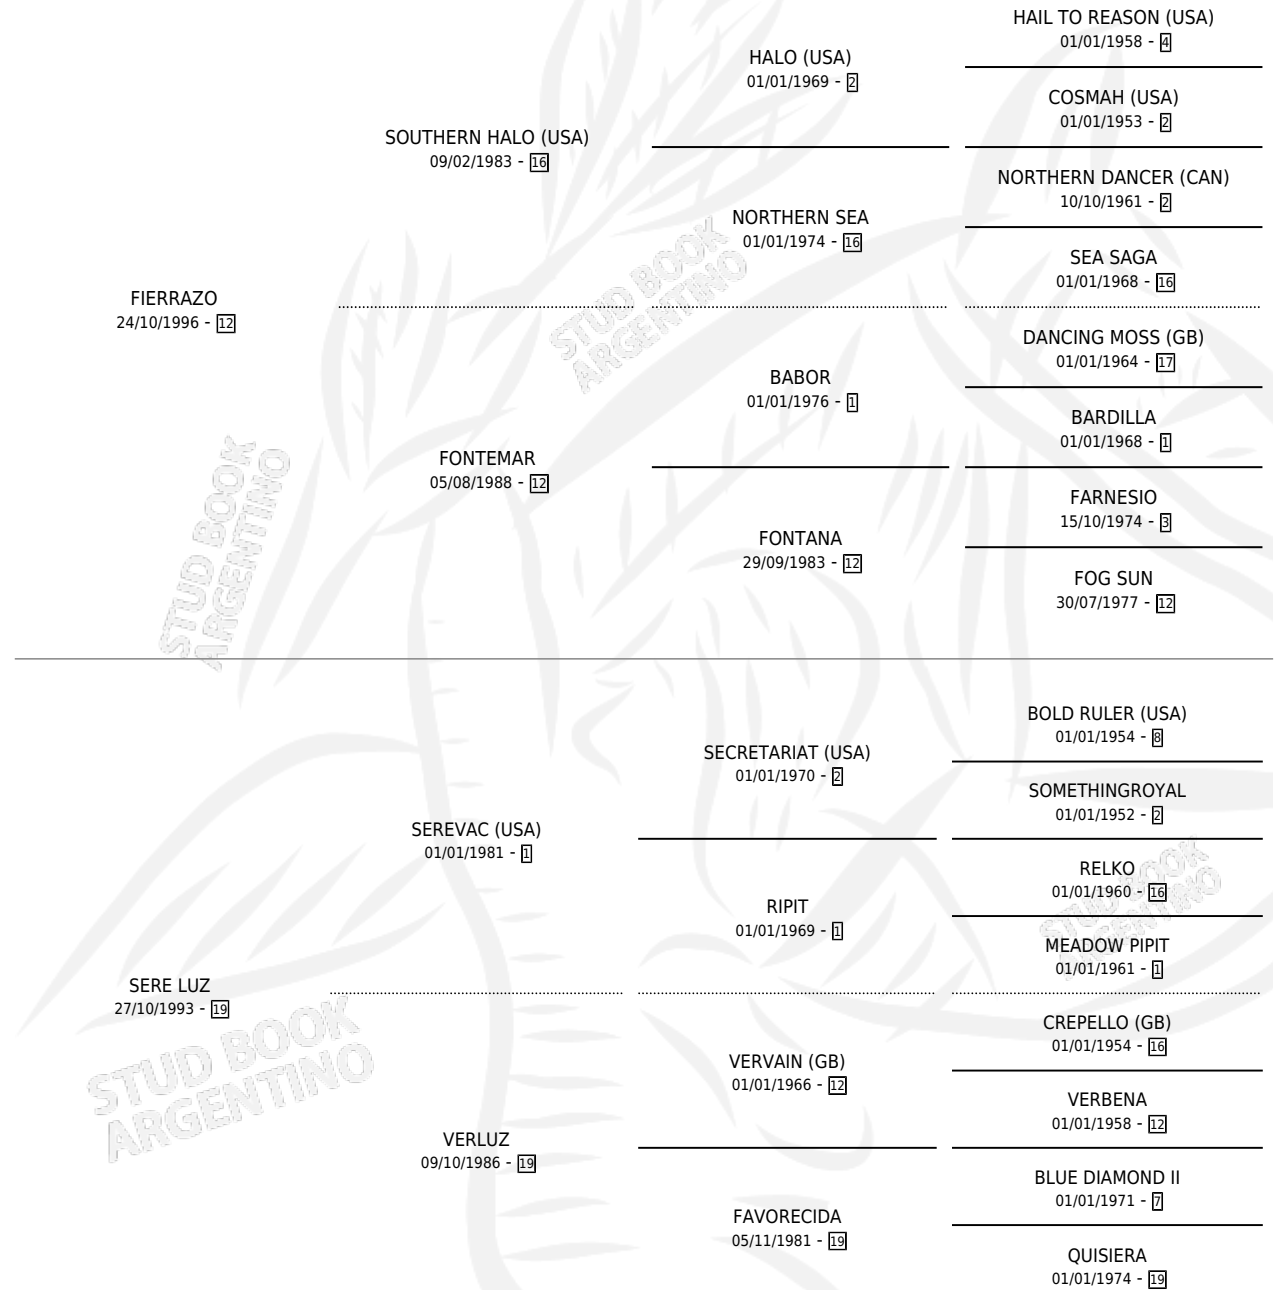 HAIL TO REASON (USA)
01/01/1958 - 4
HALO (USA)
01/01/1969 - 2
COSMAH (USA)
01/01/1953 - 2
SOUTHERN HALO (USA)
09/02/1983 - 16
NORTHERN DANCER (CAN)
10/10/1961 - 2
NORTHERN SEA
01/01/1974 - 16
SEA SAGA
01/01/1968 - 16
FIERRAZO
24/10/1996 - 12
STUD BOOK
ARGENTINO
DANCING MOSS (GB)
01/01/1964 - 17
BABOR
01/01/1976 - 1
BARDILLA
01/01/1968 - 1
FONTEMAR
05/08/1988 - 12
FARNESIO
15/10/1974 - 3
FONTANA
29/09/1983 - 12
FOG SUN
30/07/1977 - 12
STUD BOOK
ARGENTINO
BOLD RULER (USA)
01/01/1954 - 8
SECRETARIAT (USA)
01/01/1970 - 2
SOMETHINGROYAL
01/01/1952 - 2
SEREVAC (USA)
01/01/1981 - 1
RELKO
01/01/1960 - 16
RIPIT
01/01/1969 - 1
MEADOW PIPIT
01/01/1961 - 1
STUD BOOK
ARGENTINO
SERE LUZ
27/10/1993 - 19
CREPELLO (GB)
01/01/1954 - 16
VERVAIN (GB)
01/01/1966 - 12
VERBENA
01/01/1958 - 12
STUD BOOK
ARGENTINO
VERLUZ
09/10/1986 - 19
BLUE DIAMOND II
01/01/1971 - 7
FAVORECIDA
05/11/1981 - 19
QUISIERA
01/01/1974 - 19